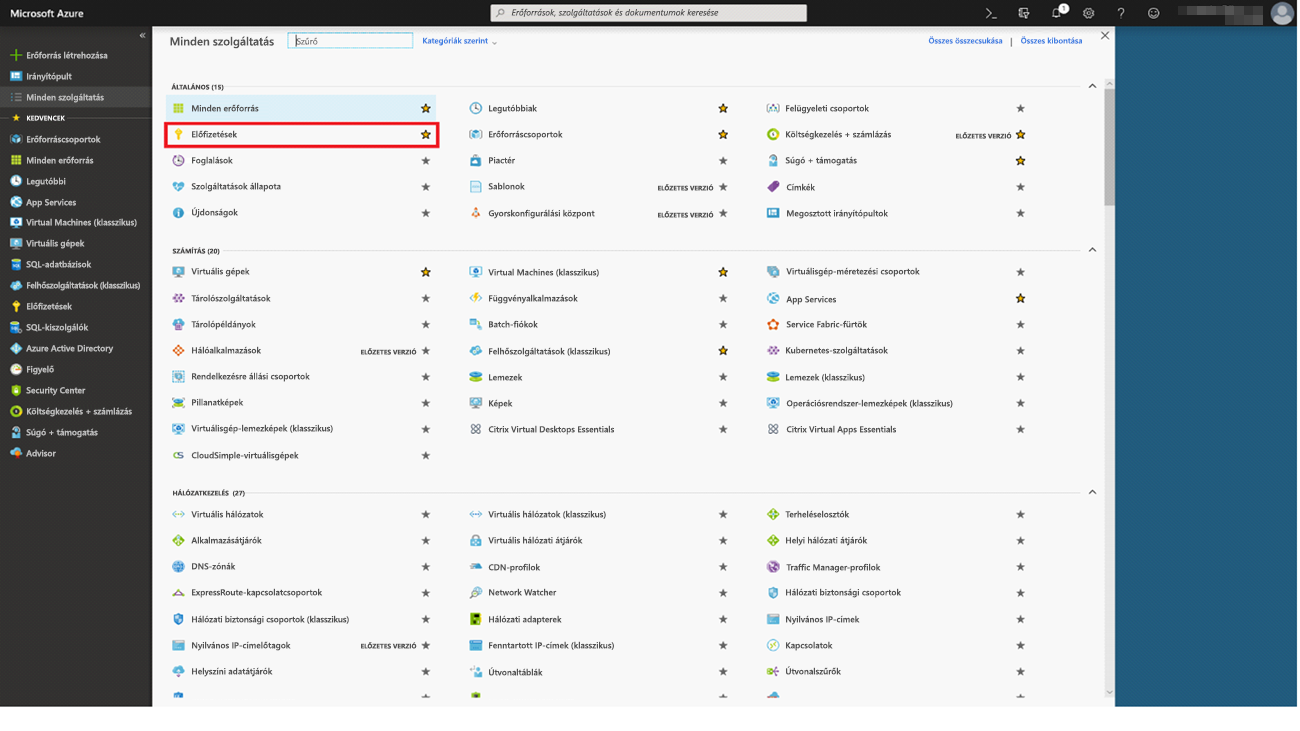 Microsoft Azure
Erőforrások, szolgáltatások és dokumentumok keresése
1
Erőforrás létrehozása
Irányítópult
Minden szolgáltatás
KEDVENCEK
Erőforráscsoportok
Minden erőforrás
Legutóbbi
App Services
Virtual Machines (klasszikus)
Virtuális gépek
SQL-adatbázisok
Felhőszolgáltatások (klasszikus)
Előfizetések
SQL-kiszolgálók
Azure Active Directory
Figyelő
Security Center
Költségkezelés + számlázás
Súgó + támogatás
Advisor
Minden szolgáltatás Szűrő Kategóriák szerint Összes összecsukása | Összes kibontása
ÁLTALÁNOS (15)
Minden erőforrás Legutóbbiak Felügyeleti csoportok
Előfizetések Erőforráscsoportok Költségkezelés + számlázás ELŐZETES VERZIÓ
Foglalások Piactér Súgó + támogatás
Szolgáltatások állapota Sablonok ELŐZETES VERZIÓ Címkék
Újdonságok Gyorskonfigurálási központ ELŐZETES VERZIÓ Megosztott irányítópultok
SZÁMÍTÁS (20)
Virtuális gépek Virtual Machines (klasszikus) Virtuálisgép-méretezési csoportok
Tárolószolgáltatások Függvényalkalmazások App Services
Tárolópéldányok Batch-fiókok Service Fabric-fürtök
Hálóalkalmazások ELŐZETES VERZIÓ Felhőszolgáltatások (klasszikus) Kubernetes-szolgáltatások
Rendelkezésre állási csoportok Lemezek Lemezek (klasszikus)
Pillanatképek Képek Operációsrendszer-lemezképek (klasszikus)
Virtuálisgép-lemezképek (klasszikus) Citrix Virtual Desktops Essentials Citrix Virtual Apps Essentials
CloudSimple-virtuálisgépek
HÁLÓZATKEZELÉS (27)
Virtuális hálózatok Virtuális hálózatok (klasszikus) Terheléselosztók
Alkalmazásátjárók Virtuális hálózati átjárók Helyi hálózati átjárók
DNS-zónák CDN-profilok Traffic Manager-profilok
ExpressRoute-kapcsolatcsoportok Network Watcher Hálózati biztonsági csoportok
Hálózati biztonsági csoportok (klasszikus) Hálózati adapterek Nyilvános IP-címek
Nyilvános IP-címelőtagok ELŐZETES VERZIÓ Fenntartott IP-címek (klasszikus) Kapcsolatok
Helyszíni adatátjárók Útvonaltáblák Útvonalszűrők